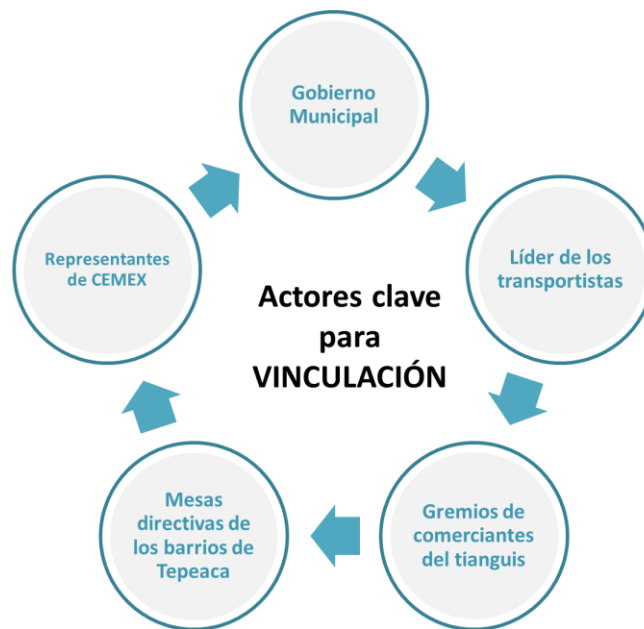 Gobierno
Municipal
Líder de los
transportistas
Gremios de
comerciantes
del tianguis
Mesas
directivas de
los barrios de
Tepeaca
Representantes
de CEMEX
Actores clave
para
VINCULACIÓN